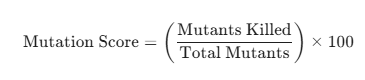 Mutation Score = (Mutants Killed / Total Mutants) × 100